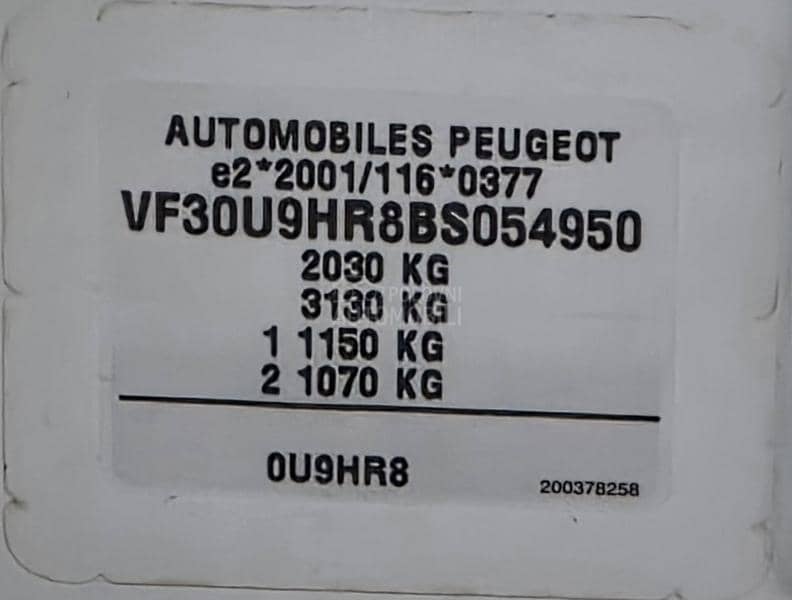 AUTOMOBILES PEUGEOT
e2*2001/116*0377
VF30U9HR8BS054950
2030 KG
3130 KG
1 1150 KG
2 1070 KG
0U9HR8
200378258